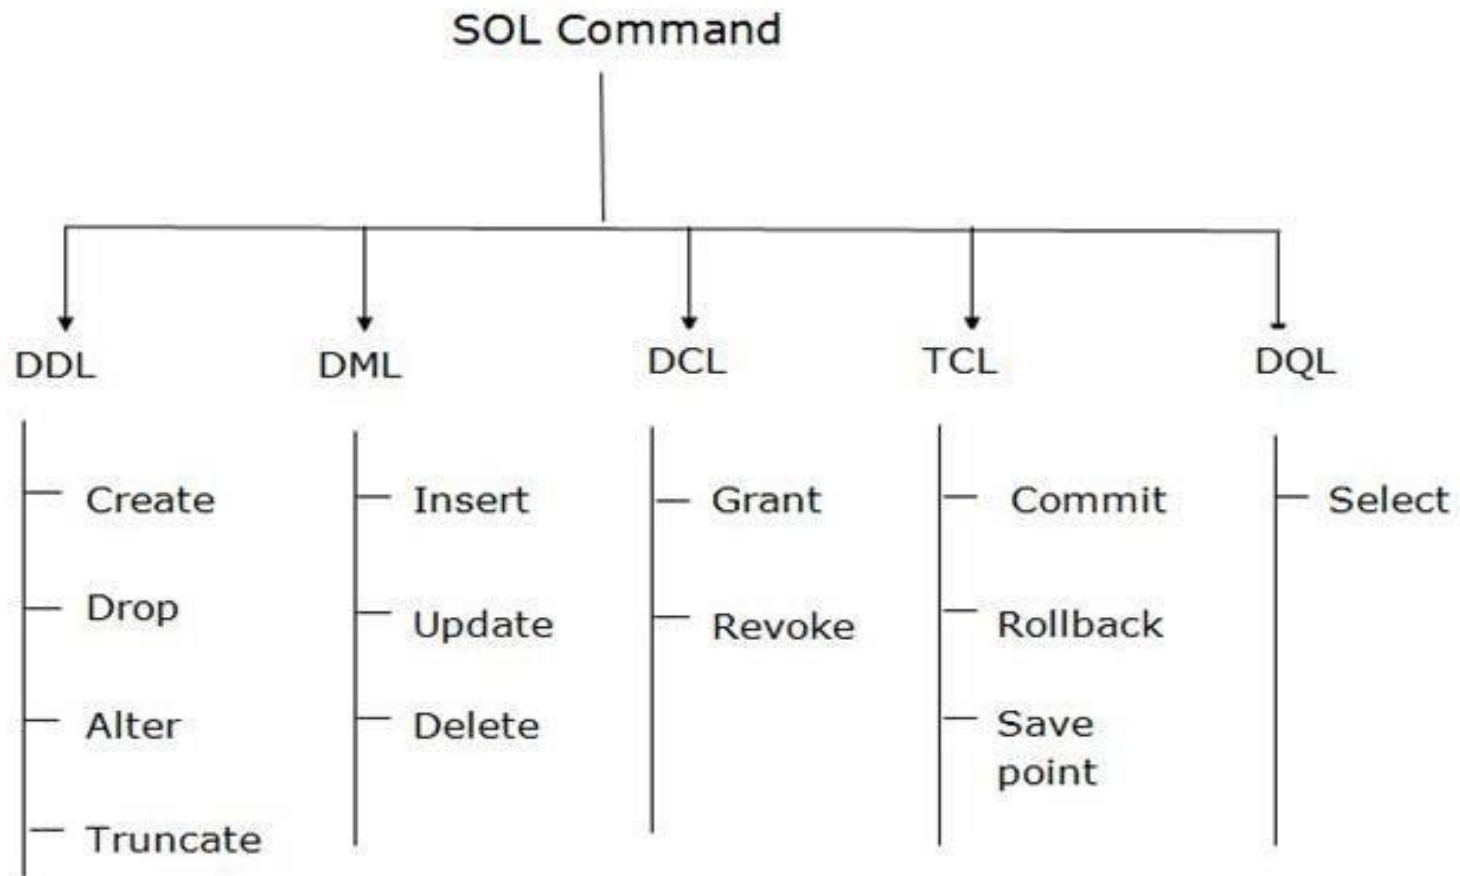 SOL Command
DDL
DML
DCL
TCL
DQL
Create
Insert
Grant
Commit
Select
Drop
Update
Revoke
Rollback
Alter
Delete
Save
point
Truncate